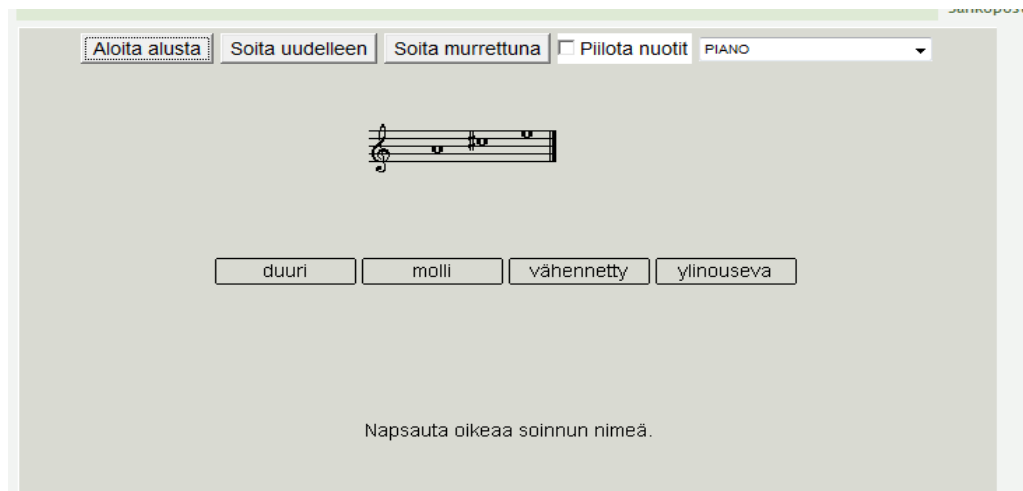 Aloita alusta Soita uudelleen Soita murrettuna Piilota nuotit PIANO
duuri molli vähennetty ylinouseva
Napsauta oikeaa soinnun nimeä.